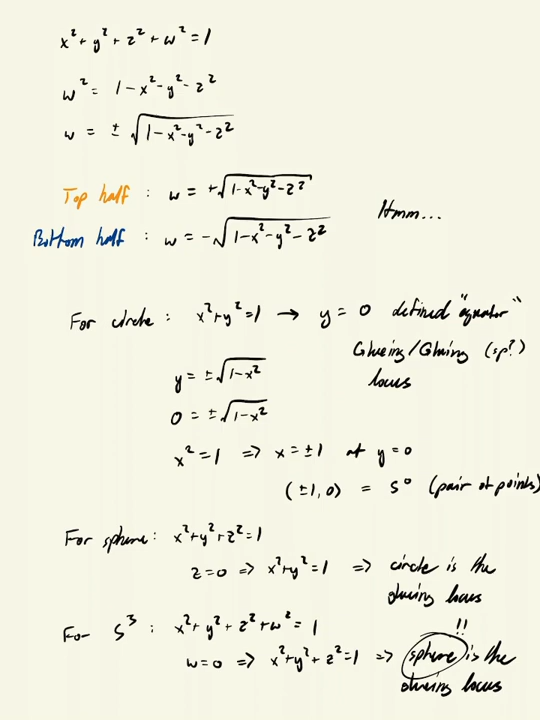 x² + y² + z² + w² = 1
w² = 1 - x² - y² - z²
w = ± √(1 - x² - y² - z²)
Top half : w = +√(1 - x² - y² - z²)
Hmm...
Bottom half : w = -√(1 - x² - y² - z²)
For circle : x² + y² = 1 → y = 0 defined "equator"
Glueing/Gluing (sp?)
locus
y = ±√(1 - x²)
0 = ±√(1 - x²)
x² = 1 => x = ±1 at y = 0
(±1, 0) = S⁰ (pair of points)
For sphere : x² + y² + z² = 1
z = 0 => x² + y² = 1 => circle is the
gluing locus
For S³ : x² + y² + z² + w² = 1
!!
w = 0 => x² + y² + z² = 1 => sphere is the
gluing locus